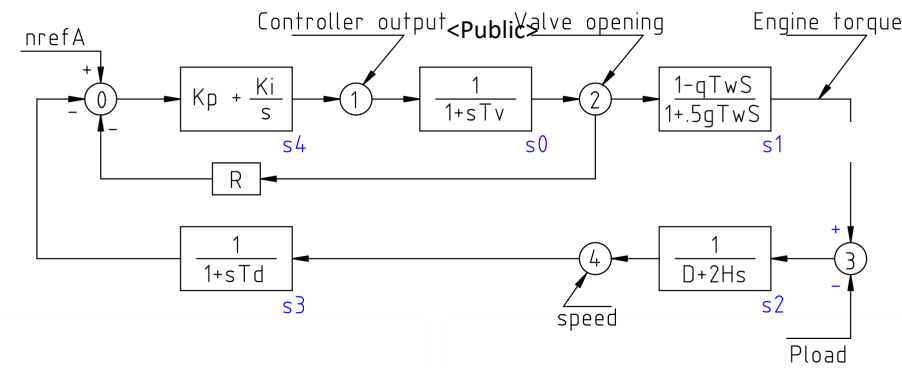 Controller output
<Public>
Valve opening
Engine torque
nrefA
+
0
-
-
Kp + Ki/s
s4
1
1
1+sTv
s0
2
1-qTwS
1+.5gTwS
s1
R
1
1+sTd
s3
4
speed
1
D+2Hs
s2
+
3
-
Pload